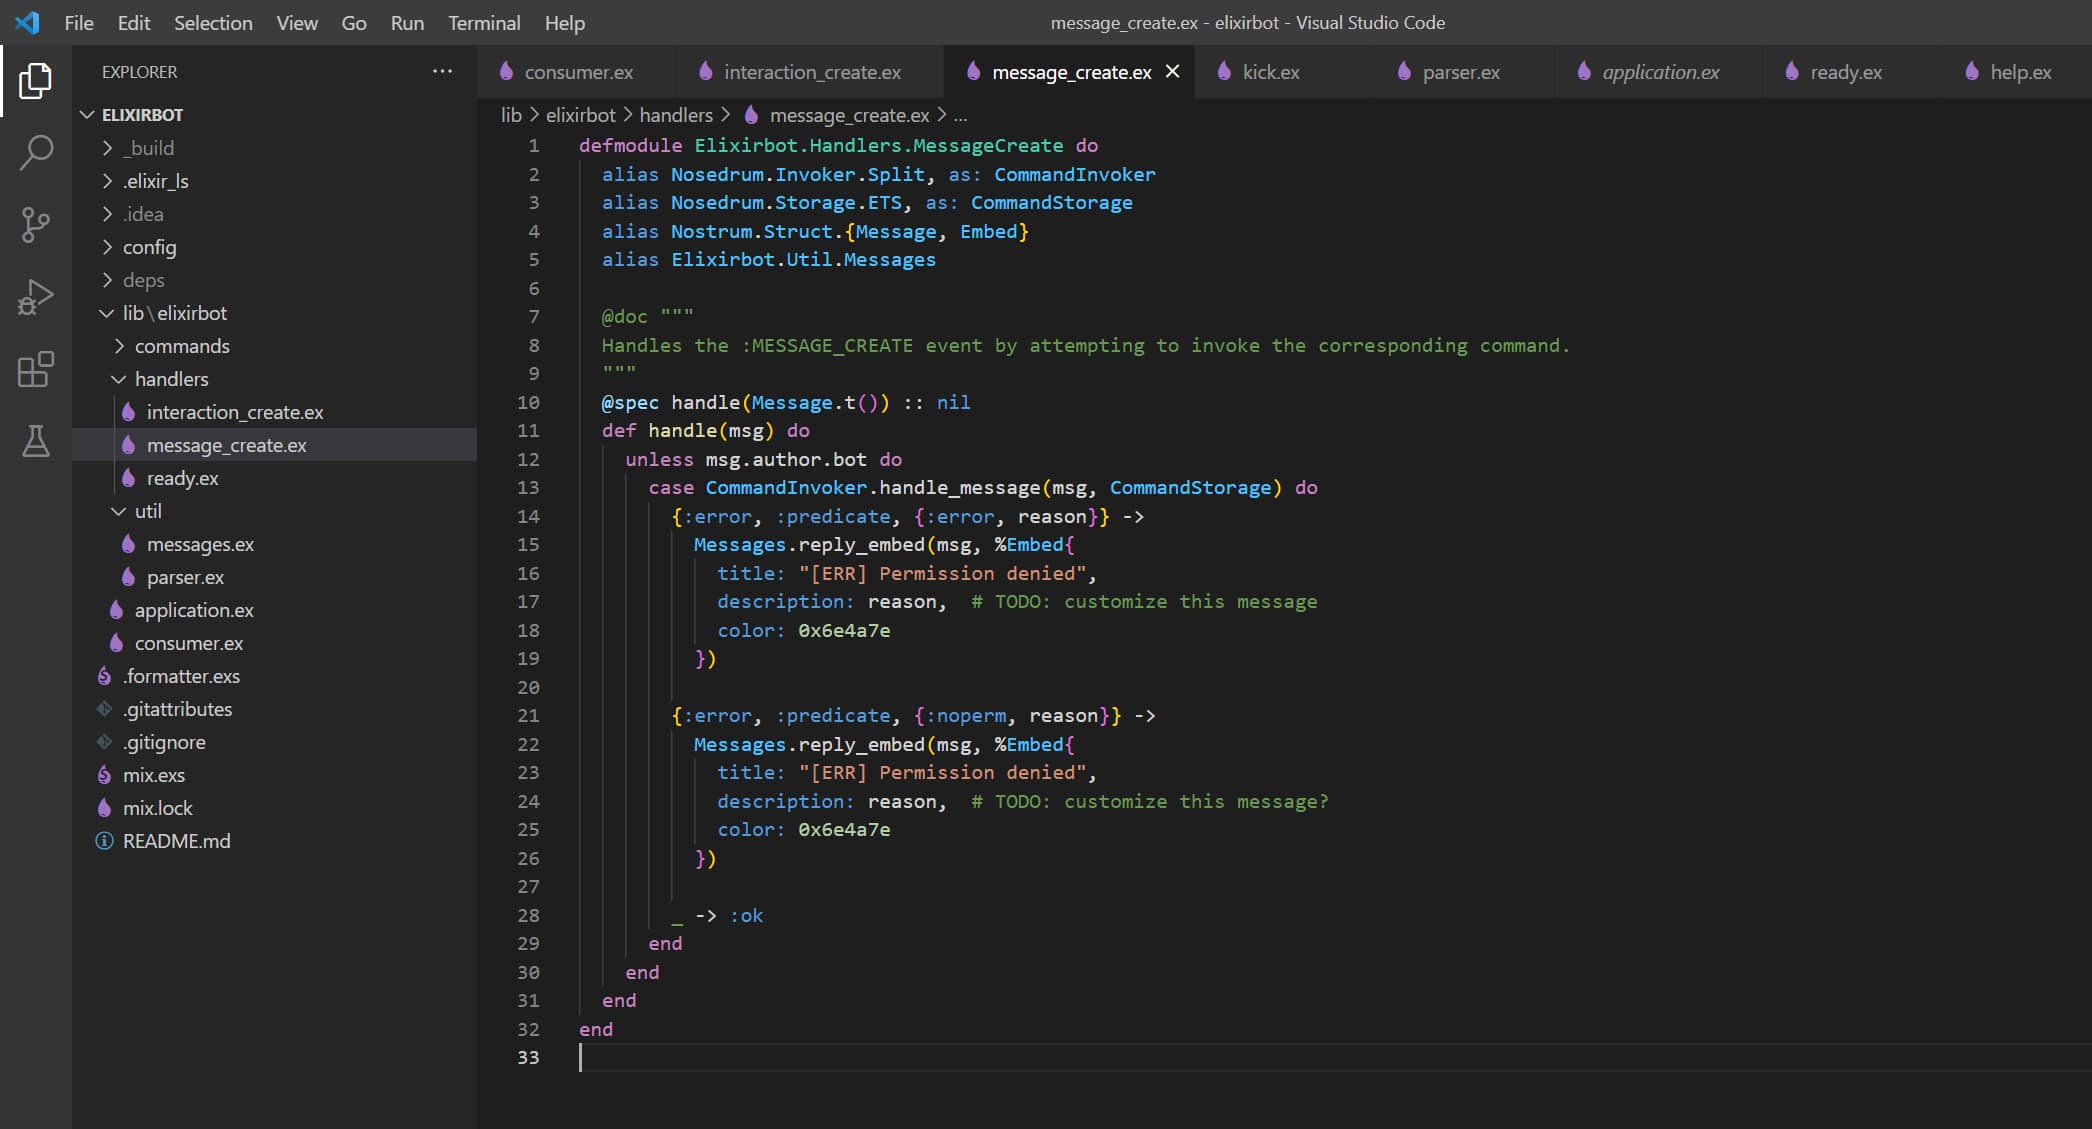 File Edit Selection View Go Run Terminal Help message_create.ex - elixirbot - Visual Studio Code
EXPLORER ···
ELIXIRBOT
_build
.elixir_ls
.idea
config
deps
lib\elixirbot
commands
handlers
interaction_create.ex
message_create.ex
ready.ex
util
messages.ex
parser.ex
application.ex
consumer.ex
.formatter.exs
.gitattributes
.gitignore
mix.exs
mix.lock
README.md
consumer.ex interaction_create.ex message_create.ex kick.ex parser.ex application.ex ready.ex help.ex
lib > elixirbot > handlers > message_create.ex > ...
1 defmodule Elixirbot.Handlers.MessageCreate do
2   alias Nosedrum.Invoker.Split, as: CommandInvoker
3   alias Nosedrum.Storage.ETS, as: CommandStorage
4   alias Nostrum.Struct.{Message, Embed}
5   alias Elixirbot.Util.Messages
6
7   @doc """
8   Handles the :MESSAGE_CREATE event by attempting to invoke the corresponding command.
9   """
10   @spec handle(Message.t()) :: nil
11   def handle(msg) do
12     unless msg.author.bot do
13       case CommandInvoker.handle_message(msg, CommandStorage) do
14         {:error, :predicate, {:error, reason}} ->
15           Messages.reply_embed(msg, %Embed{
16             title: "[ERR] Permission denied",
17             description: reason,  # TODO: customize this message
18             color: 0x6e4a7e
19           })
20
21         {:error, :predicate, {:noperm, reason}} ->
22           Messages.reply_embed(msg, %Embed{
23             title: "[ERR] Permission denied",
24             description: reason,  # TODO: customize this message?
25             color: 0x6e4a7e
26           })
27
28         _ -> :ok
29       end
30     end
31   end
32 end
33